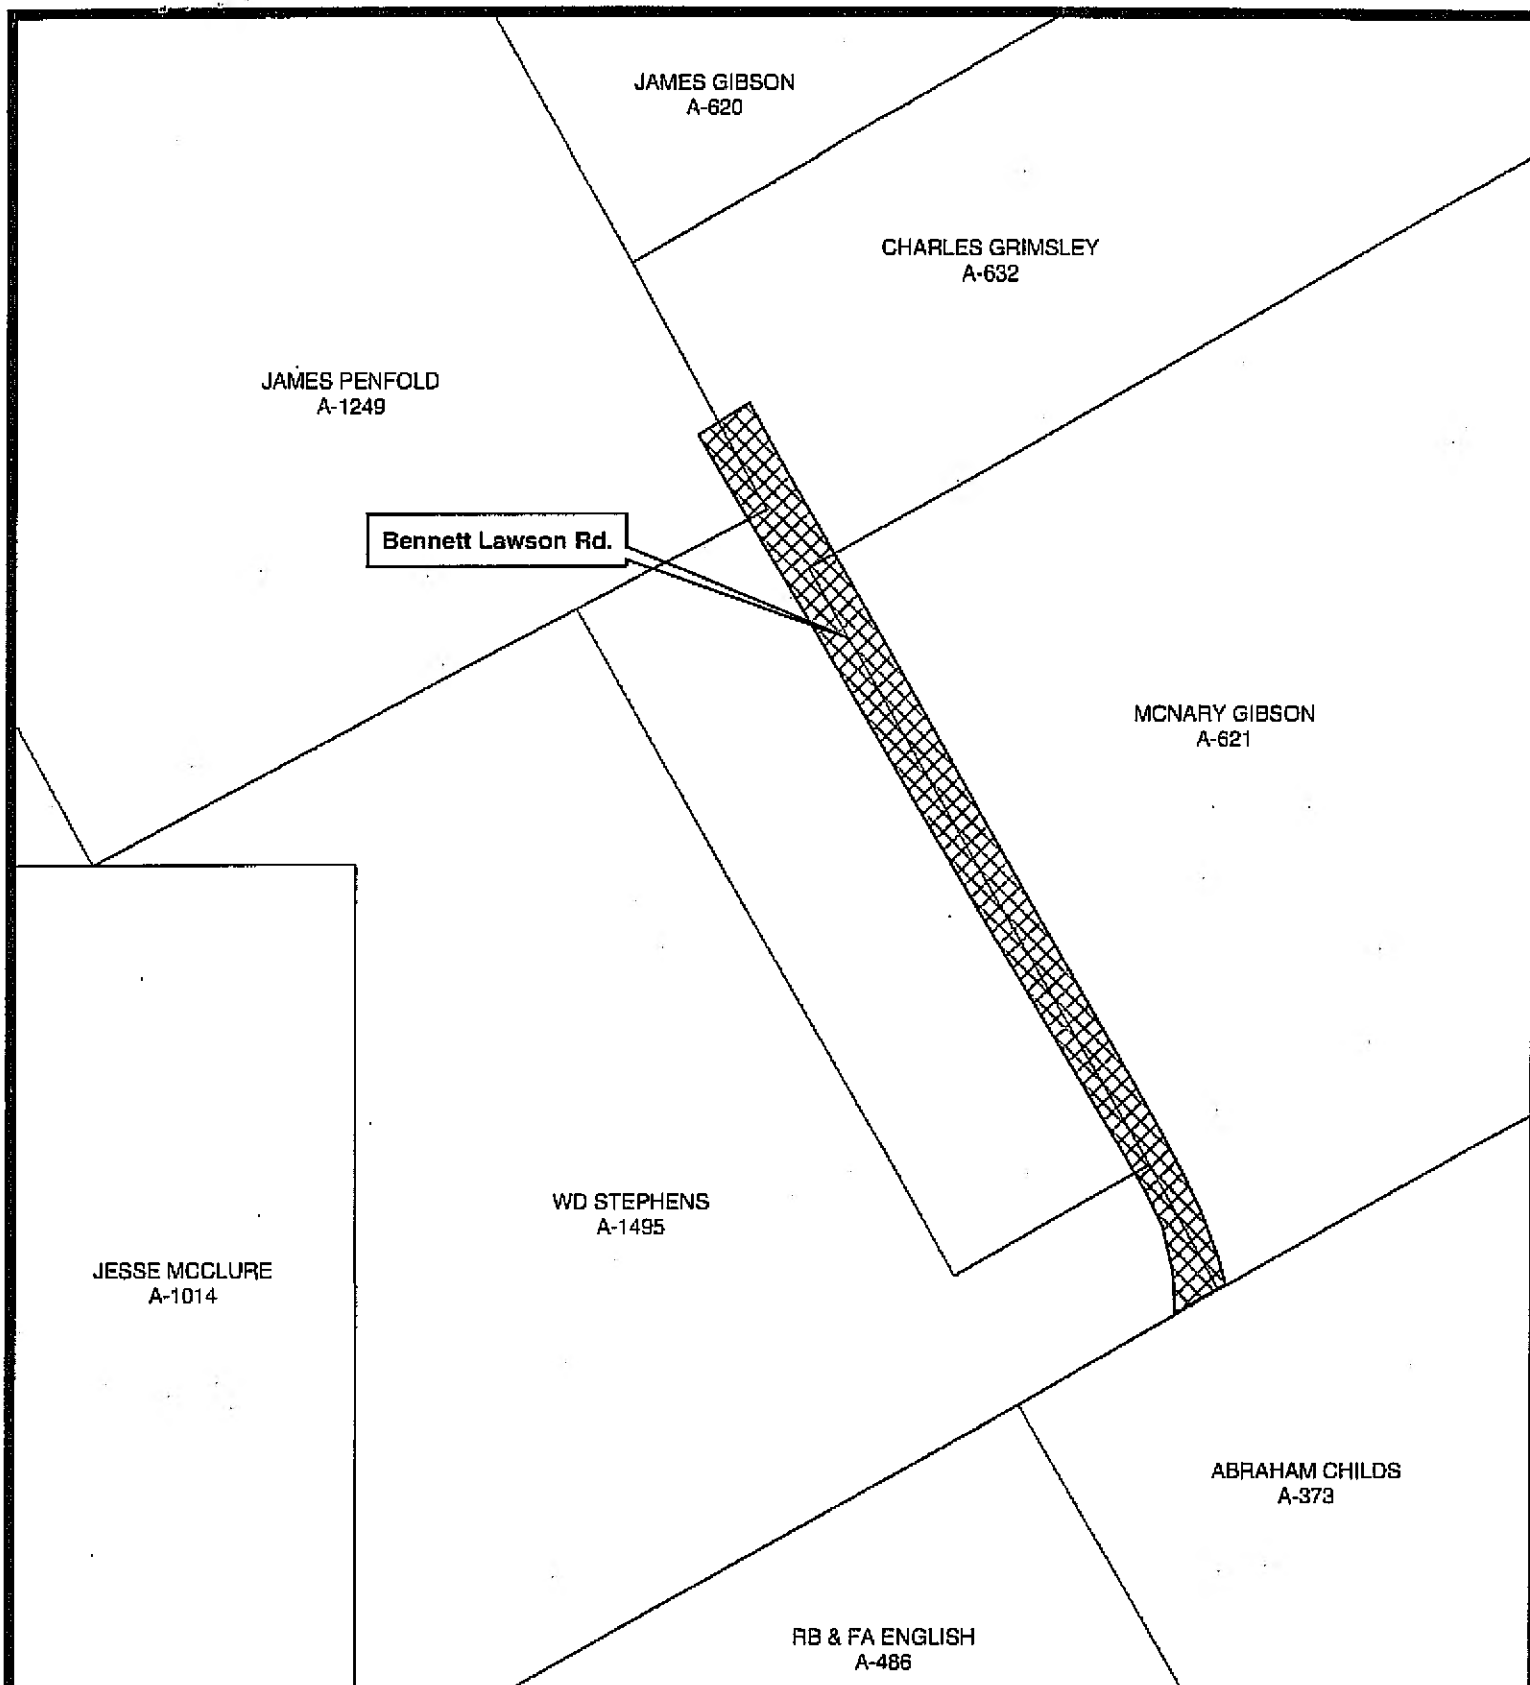 JAMES GIBSON
A-620
CHARLES GRIMSLEY
A-632
JAMES PENFOLD
A-1249
Bennett Lawson Rd.
MCNARY GIBSON
A-621
WD STEPHENS
A-1495
JESSE MCCLURE
A-1014
ABRAHAM CHILDS
A-373
RB & FA ENGLISH
A-486